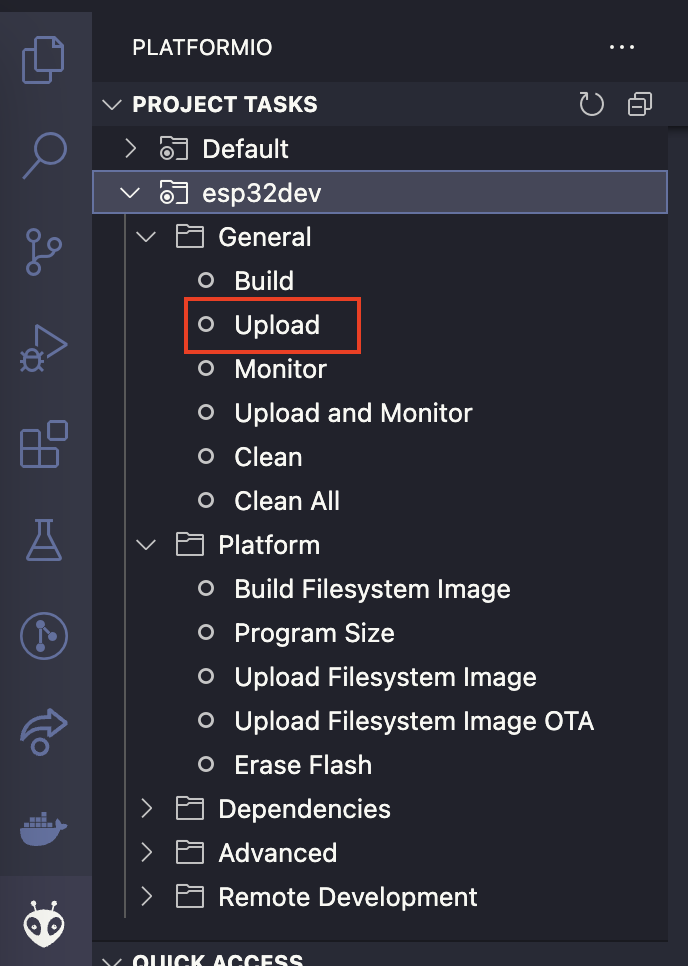 PLATFORMIO
PROJECT TASKS
Default
esp32dev
General
Build
Upload
Monitor
Upload and Monitor
Clean
Clean All
Platform
Build Filesystem Image
Program Size
Upload Filesystem Image
Upload Filesystem Image OTA
Erase Flash
Dependencies
Advanced
Remote Development
QUICK ACCESS